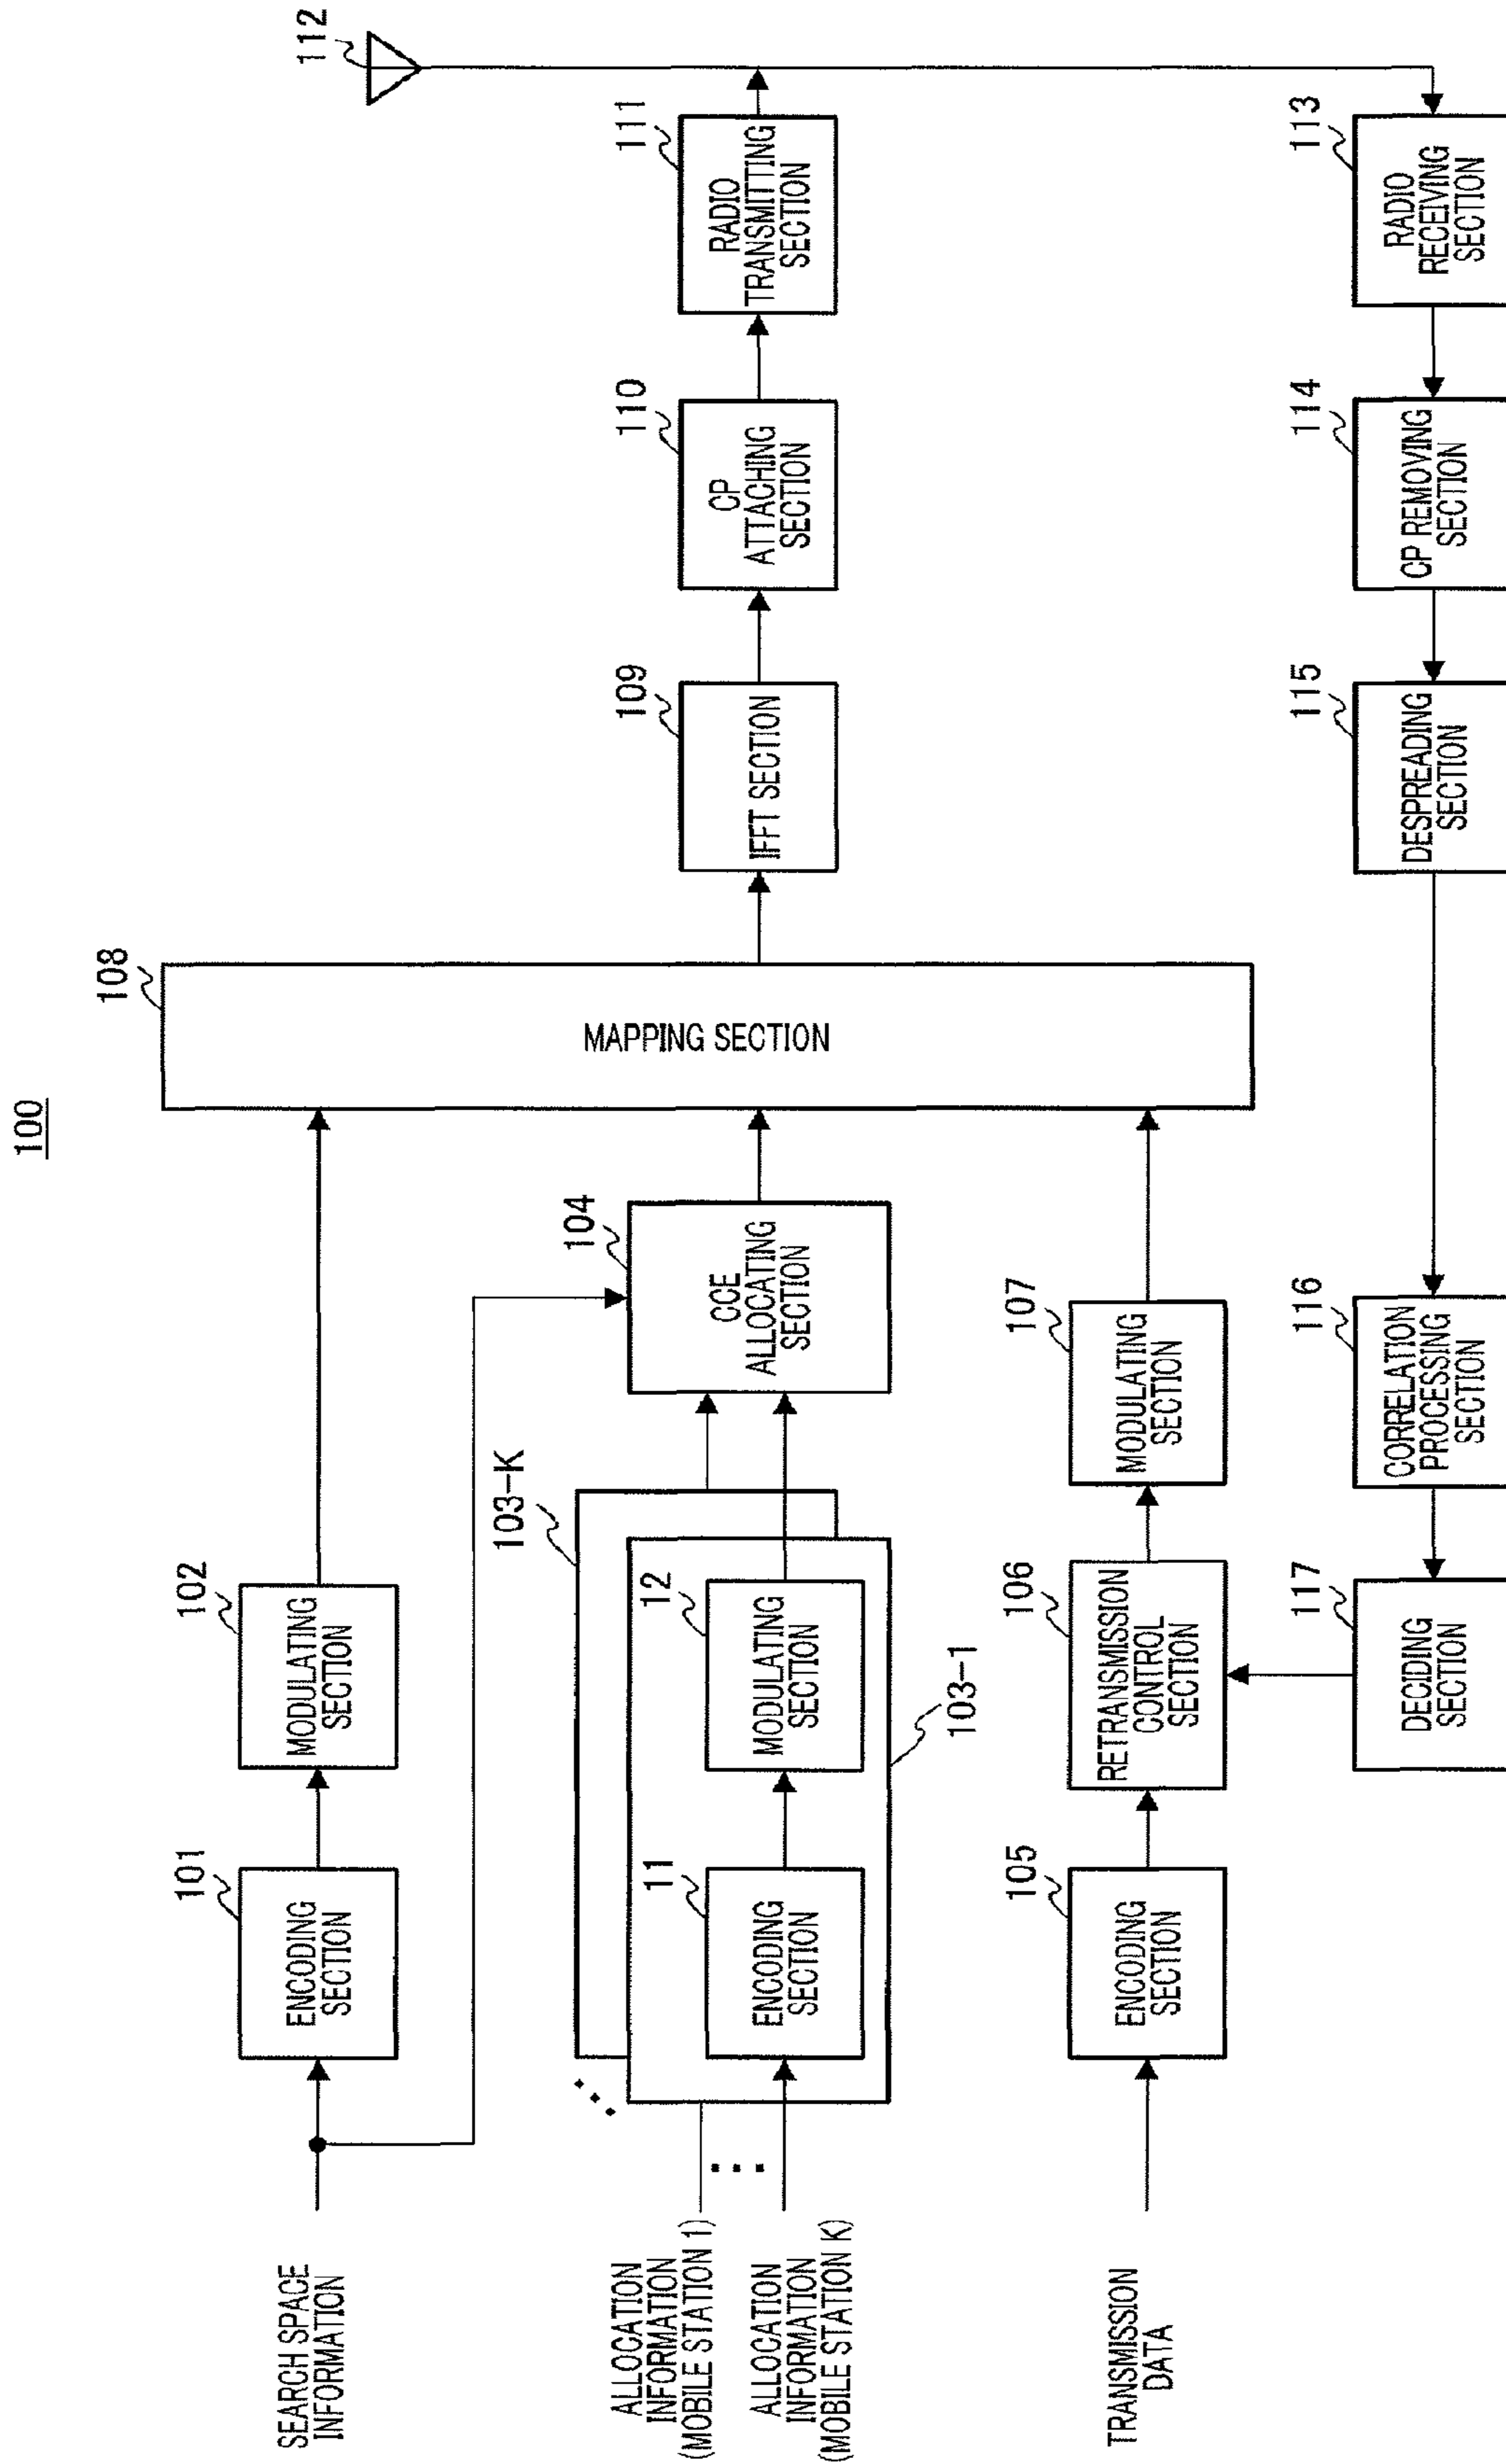 100
112
SEARCH SPACE
INFORMATION
101
ENCODING
SECTION
102
MODULATING
SECTION
108
MAPPING SECTION
109
IFFT SECTION
110
CP
ATTACHING
SECTION
111
RADIO
TRANSMITTING
SECTION
ALLOCATION
INFORMATION
(MOBILE STATION 1)
ALLOCATION
INFORMATION
(MOBILE STATION K)
103-K
11
ENCODING
SECTION
12
MODULATING
SECTION
103-1
104
CCE
ALLOCATING
SECTION
TRANSMISSION
DATA
105
ENCODING
SECTION
106
RETRANSMISSION
CONTROL
SECTION
107
MODULATING
SECTION
117
DECIDING
SECTION
116
CORRELATION
PROCESSING
SECTION
115
DESPREADING
SECTION
114
CP REMOVING
SECTION
113
RADIO
RECEIVING
SECTION